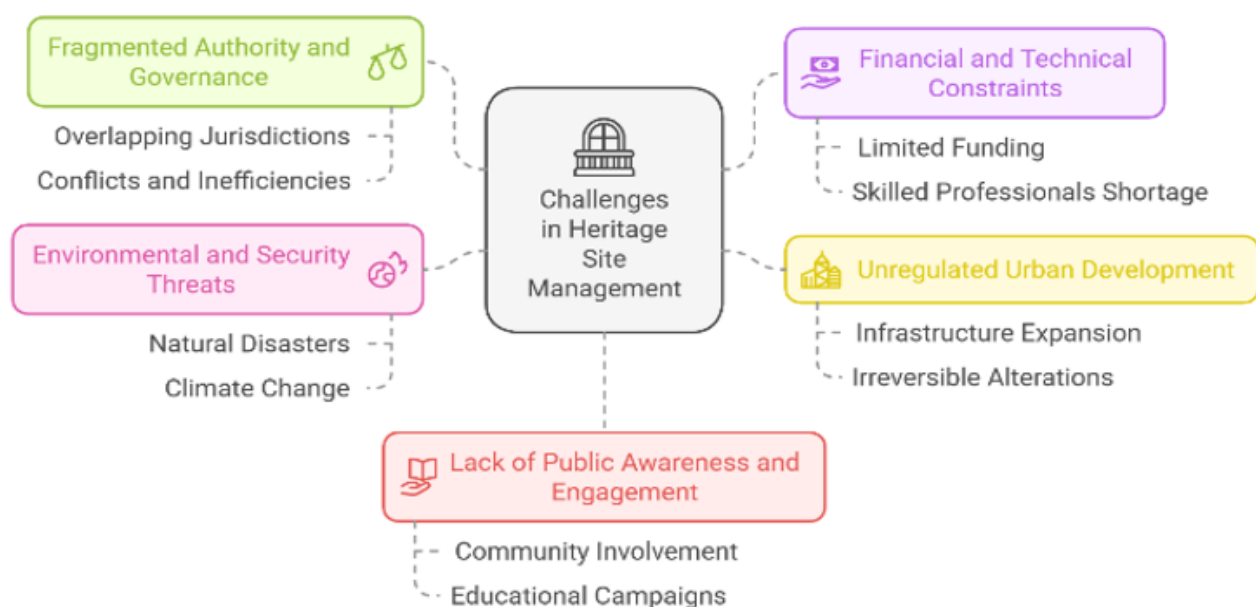 Fragmented Authority and
Governance
Overlapping Jurisdictions
Conflicts and Inefficiencies
Environmental and Security
Threats
Natural Disasters
Climate Change
Challenges
in Heritage
Site
Management
Financial and Technical
Constraints
Limited Funding
Skilled Professionals Shortage
Unregulated Urban Development
Infrastructure Expansion
Irreversible Alterations
Lack of Public Awareness and
Engagement
Community Involvement
Educational Campaigns